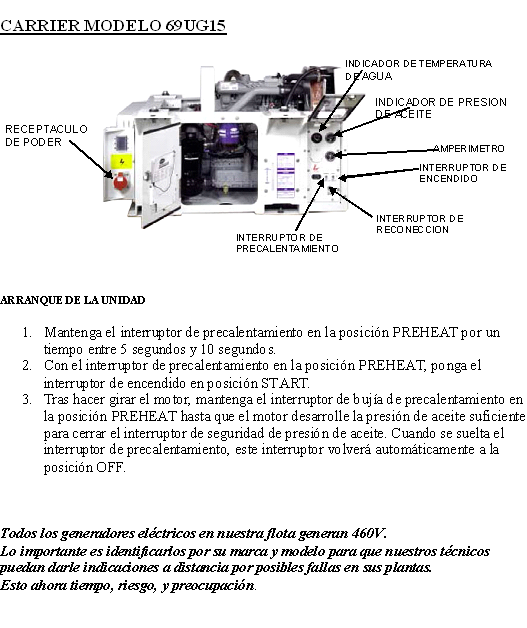 CARRIER MODELO 69UG15
INDICADOR DE TEMPERATURA
DE AGUA
INDICADOR DE PRESION
DE ACEITE
RECEPTACULO
DE PODER
AMPERIMETRO
INTERRUPTOR DE
ENCENDIDO
INTERRUPTOR DE
RECONECCION
INTERRUPTOR DE
PRECALENTAMIENTO
ARRANQUE DE LA UNIDAD
1. Mantenga el interruptor de precalentamiento en la posición PREHEAT por un
tiempo entre 5 segundos y 10 segundos.
2. Con el interruptor de precalentamiento en la posición PREHEAT, ponga el
interruptor de encendido en posición START.
3. Tras hacer girar el motor, mantenga el interruptor de bujía de precalentamiento en
la posición PREHEAT hasta que el motor desarrolle la presión de aceite suficiente
para cerrar el interruptor de seguridad de presión de aceite. Cuando se suelta el
interruptor de precalentamiento, este interruptor volverá automáticamente a la
posición OFF.
Todos los generadores eléctricos en nuestra flota generan 460V.
Lo importante es identificarlos por su marca y modelo para que nuestros técnicos
puedan darle indicaciones a distancia por posibles fallas en sus plantas.
Esto ahora tiempo, riesgo, y preocupación.